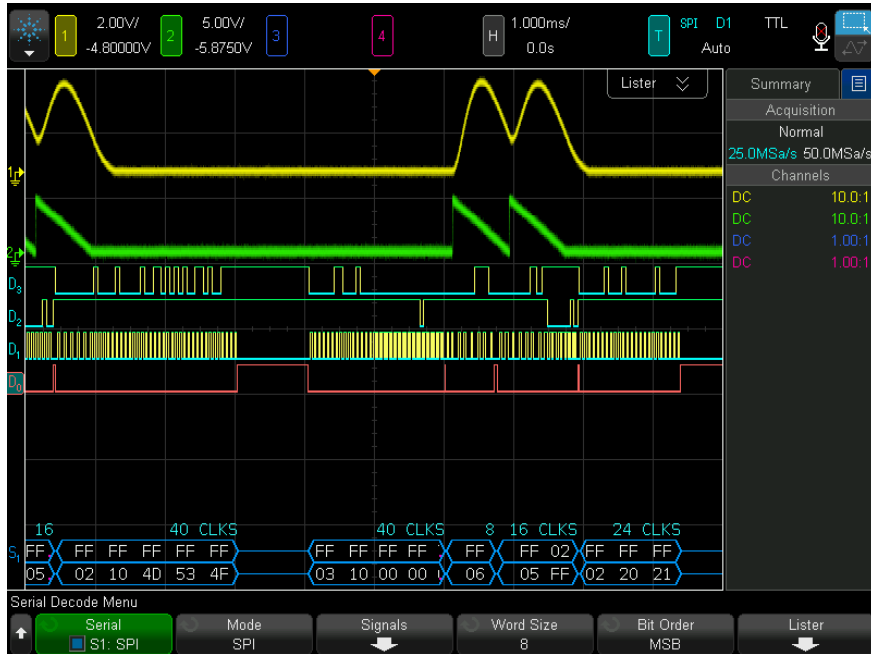 1 2.00V/ 2 5.00V/ 3 4 H 1.000ms/ T SPI D1 TTL
-4.80000V -5.8750V 0.0s Auto
Lister
Summary
Acquisition
Normal
25.0MSa/s 50.0MSa/s
Channels
DC 10.0:1
DC 10.0:1
DC 1.00:1
DC 1.00:1
1
2
D3
D2
D1
D0
16 40 CLKS 40 CLKS 8 16 CLKS 24 CLKS
S1 FF FF FF FF FF FF FF FF FF FF FF FF 02 FF FF FF
05 02 10 4D 53 4F 03 10 00 00 06 05 FF 02 20 21
Serial Decode Menu
Serial Mode Signals Word Size Bit Order Lister
S1: SPI SPI 8 MSB